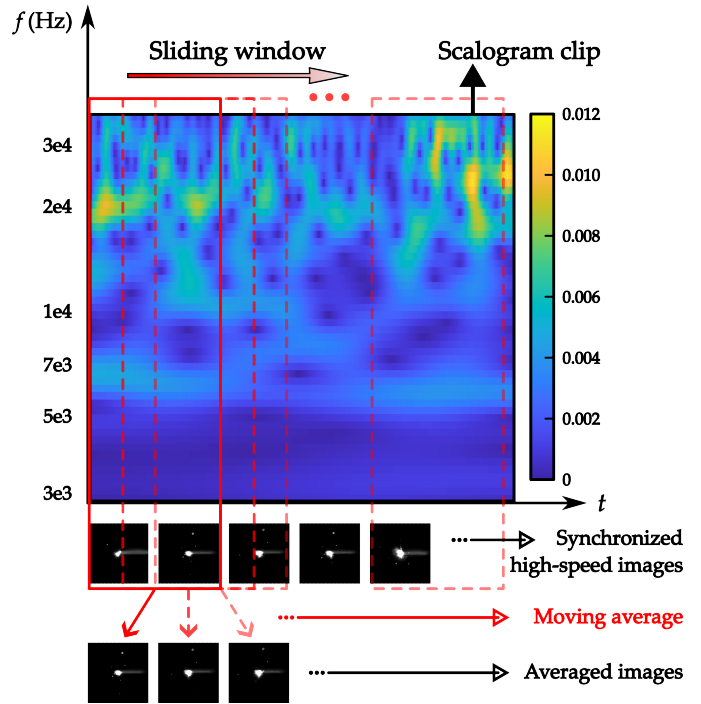 f (Hz)
Sliding window
Scalogram clip
3e4
2e4
1e4
7e3
5e3
3e3
0.012
0.010
0.008
0.006
0.004
0.002
0
t
Synchronized
high-speed images
Moving average
Averaged images